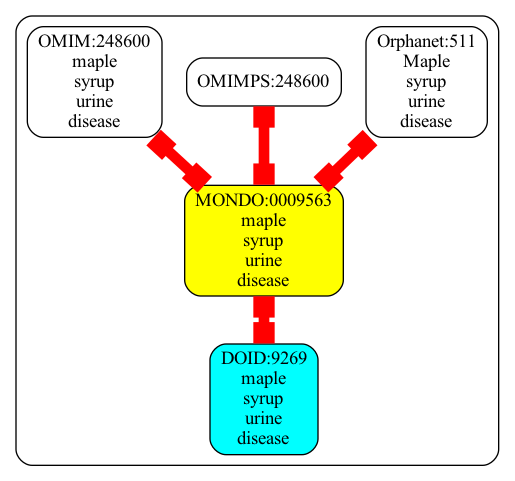 OMIM:248600
maple
syrup
urine
disease
OMIMPS:248600
Orphanet:511
Maple
syrup
urine
disease
MONDO:0009563
maple
syrup
urine
disease
DOID:9269
maple
syrup
urine
disease